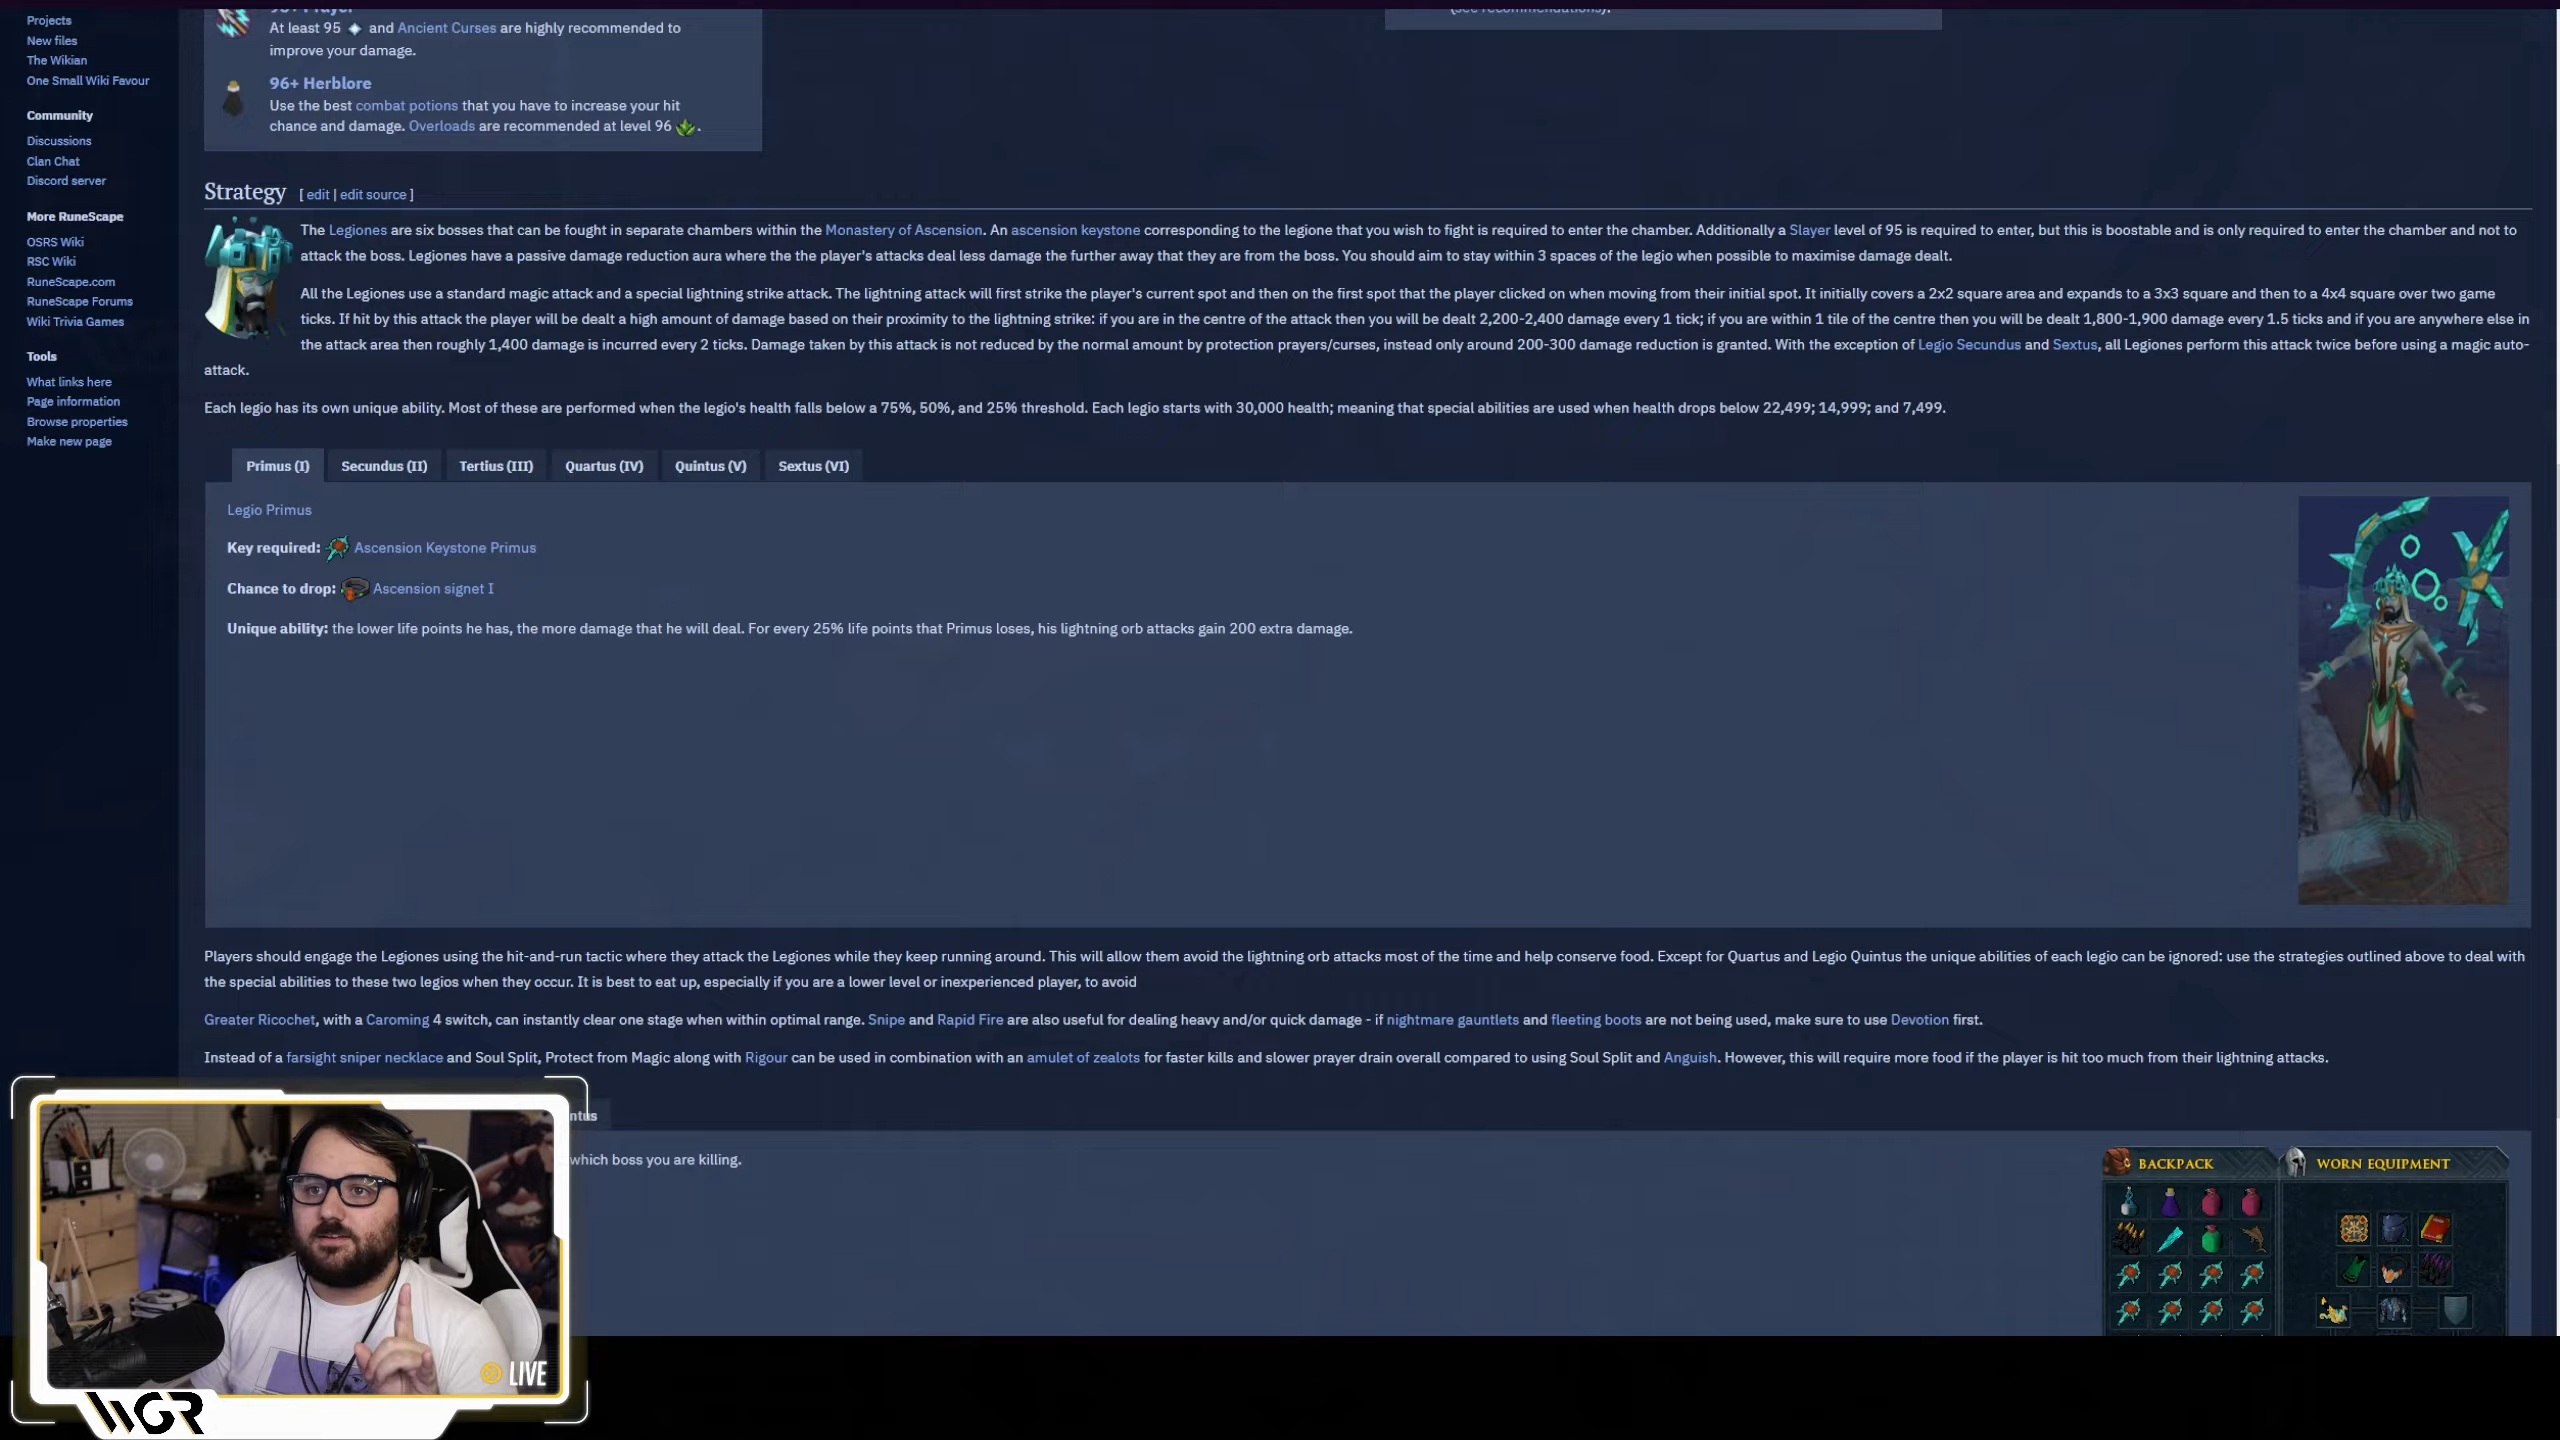 Projects
New files
The Wikian
One Small Wiki Favour
Community
Discussions
Clan Chat
Discord server
More RuneScape
OSRS Wiki
RSC Wiki
RuneScape.com
RuneScape Forums
Wiki Trivia Games
Tools
What links here
Page information
Browse properties
Make new page
At least 95 and Ancient Curses are highly recommended to
improve your damage.
96+ Herblore
Use the best combat potions that you have to increase your hit
chance and damage. Overloads are recommended at level 96 .
(see recommendations).
Strategy [ edit | edit source ]
The Legiones are six bosses that can be fought in separate chambers within the Monastery of Ascension. An ascension keystone corresponding to the legione that you wish to fight is required to enter the chamber. Additionally a Slayer level of 95 is required to enter, but this is boostable and is only required to enter the chamber and not to
attack the boss. Legiones have a passive damage reduction aura where the the player's attacks deal less damage the further away that they are from the boss. You should aim to stay within 3 spaces of the legio when possible to maximise damage dealt.
All the Legiones use a standard magic attack and a special lightning strike attack. The lightning attack will first strike the player's current spot and then on the first spot that the player clicked on when moving from their initial spot. It initially covers a 2x2 square area and expands to a 3x3 square and then to a 4x4 square over two game
ticks. If hit by this attack the player will be dealt a high amount of damage based on their proximity to the lightning strike: if you are in the centre of the attack then you will be dealt 2,200-2,400 damage every 1 tick; if you are within 1 tile of the centre then you will be dealt 1,800-1,900 damage every 1.5 ticks and if you are anywhere else in
the attack area then roughly 1,400 damage is incurred every 2 ticks. Damage taken by this attack is not reduced by the normal amount by protection prayers/curses, instead only around 200-300 damage reduction is granted. With the exception of Legio Secundus and Sextus, all Legiones perform this attack twice before using a magic auto-
attack.
Each legio has its own unique ability. Most of these are performed when the legio's health falls below a 75%, 50%, and 25% threshold. Each legio starts with 30,000 health; meaning that special abilities are used when health drops below 22,499; 14,999; and 7,499.
Primus (I) Secundus (II) Tertius (III) Quartus (IV) Quintus (V) Sextus (VI)
Legio Primus
Key required: Ascension Keystone Primus
Chance to drop: Ascension signet I
Unique ability: the lower life points he has, the more damage that he will deal. For every 25% life points that Primus loses, his lightning orb attacks gain 200 extra damage.
Players should engage the Legiones using the hit-and-run tactic where they attack the Legiones while they keep running around. This will allow them avoid the lightning orb attacks most of the time and help conserve food. Except for Quartus and Legio Quintus the unique abilities of each legio can be ignored: use the strategies outlined above to deal with
the special abilities to these two legios when they occur. It is best to eat up, especially if you are a lower level or inexperienced player, to avoid
Greater Ricochet, with a Caroming 4 switch, can instantly clear one stage when within optimal range. Snipe and Rapid Fire are also useful for dealing heavy and/or quick damage - if nightmare gauntlets and fleeting boots are not being used, make sure to use Devotion first.
Instead of a farsight sniper necklace and Soul Split, Protect from Magic along with Rigour can be used in combination with an amulet of zealots for faster kills and slower prayer drain overall compared to using Soul Split and Anguish. However, this will require more food if the player is hit too much from their lightning attacks.
ntus
which boss you are killing.
BACKPACK
WORN EQUIPMENT
LIVE
WGR